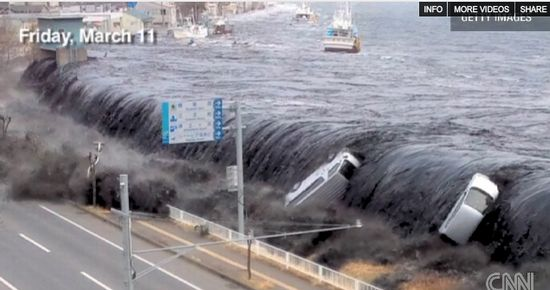 INFO MORE VIDEOS SHARE
GETTY IMAGES
Friday, March 11
CNN